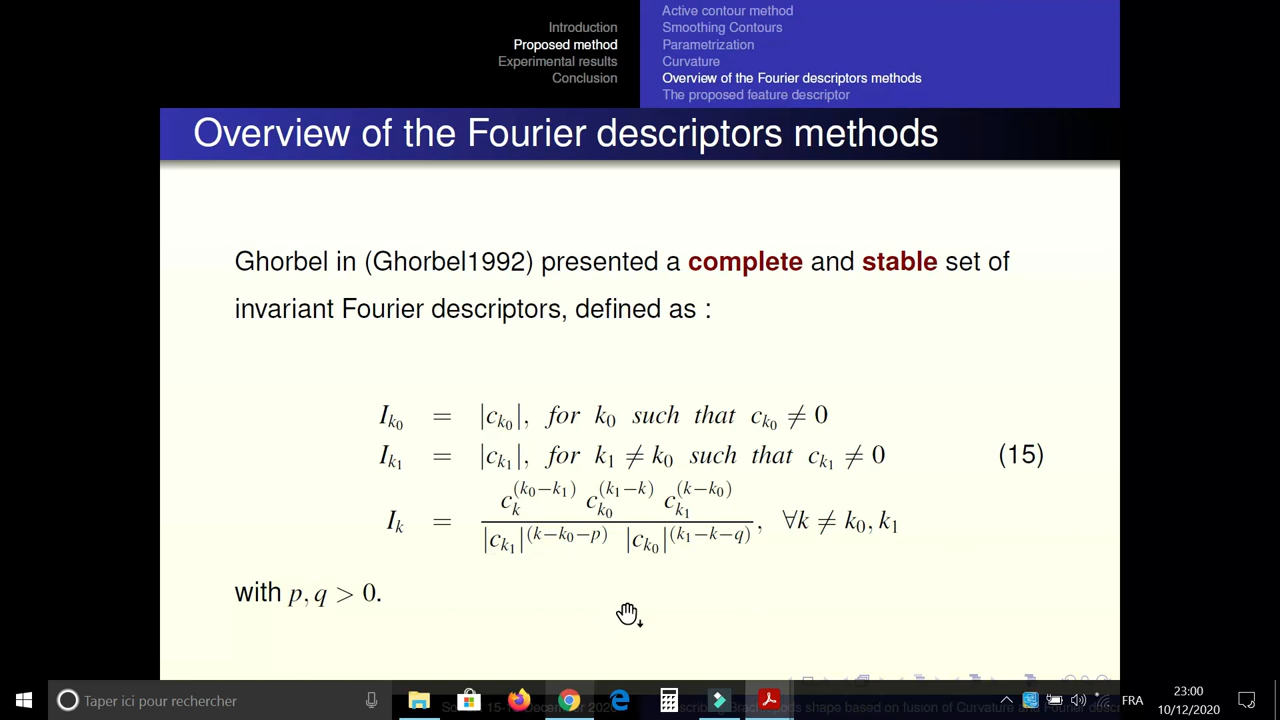 Introduction
Proposed method
Experimental results
Conclusion
Active contour method
Smoothing Contours
Parametrization
Curvature
Overview of the Fourier descriptors methods
The proposed feature descriptor
Overview of the Fourier descriptors methods
Ghorbel in (Ghorbel1992) presented a complete and stable set of
invariant Fourier descriptors, defined as :
I_{k_0} = |c_{k_0}|, for k_0 such that c_{k_0} ≠ 0
I_{k_1} = |c_{k_1}|, for k_1 ≠ k_0 such that c_{k_1} ≠ 0 (15)
I_k = \frac{c_k^{(k_0-k_1)} c_{k_0}^{(k_1-k)} c_{k_1}^{(k-k_0)}}{|c_{k_1}|^{(k-k_0-p)} |c_{k_0}|^{(k_1-k-q)}}, ∀k ≠ k_0, k_1
with p, q > 0.
Taper ici pour rechercher
FRA
23:00
10/12/2020